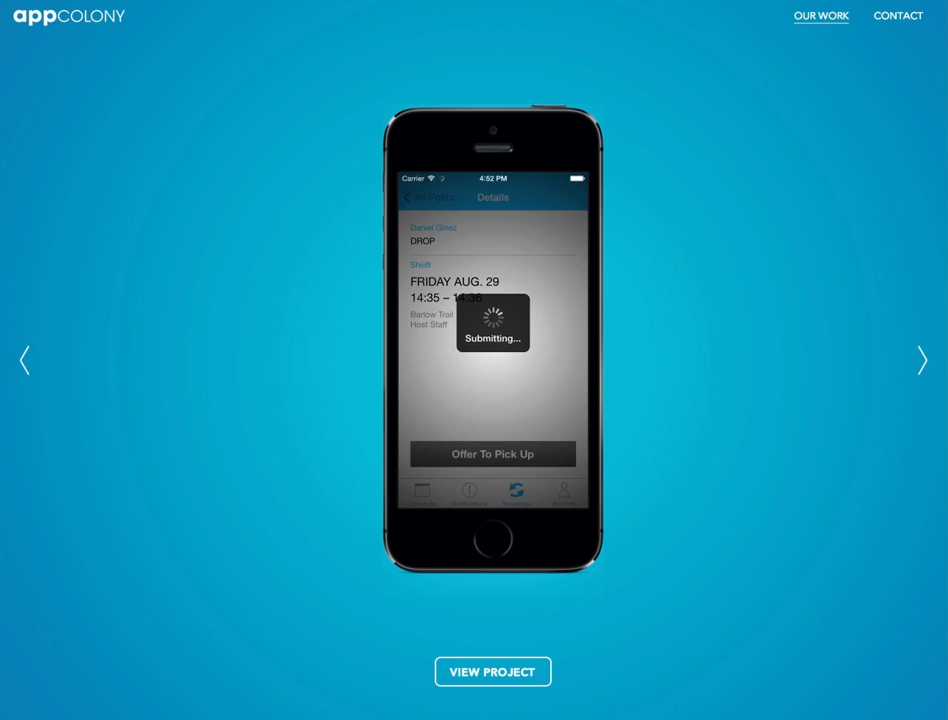 appCOLONY
OUR WORK
CONTACT
Carrier
4:52 PM
All Posts
Details
Daniel Ginez
DROP
Shiifft
FRIDAY AUG. 29
14:35 – 14:36
Barlow Trail
Host Staff
Submitting...
Offer To Pick Up
VIEW PROJECT